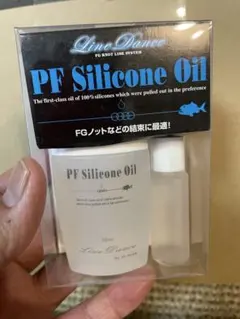 Line Dance
FG KNOT LINE SYSTEM
PF Silicone Oil
The first-class oil of 100% silicones which were pulled out in the preference
FGノットなどの結束に最適!
PF Silicone Oil
Line Dance